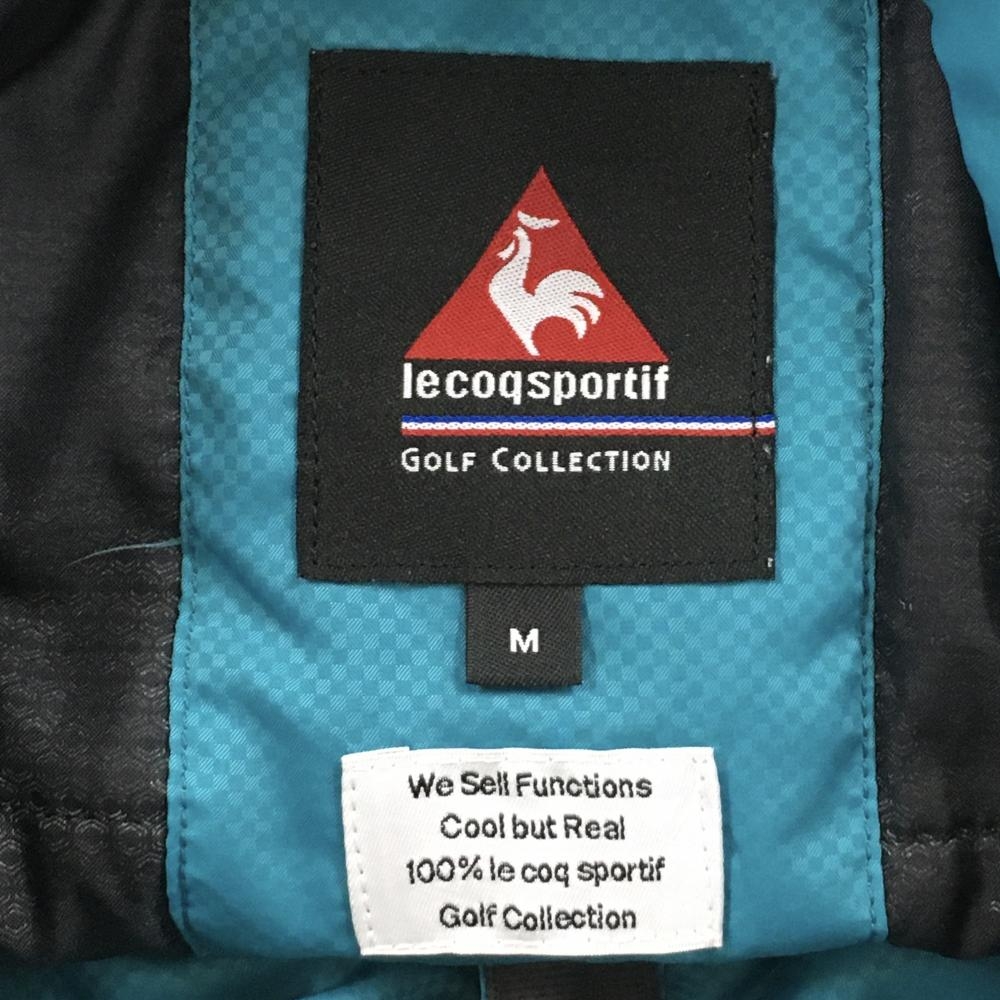 lecoqsportif
GOLF COLLECTION
M
We Sell Functions
Cool but Real
100% le coq sportif
Golf Collection